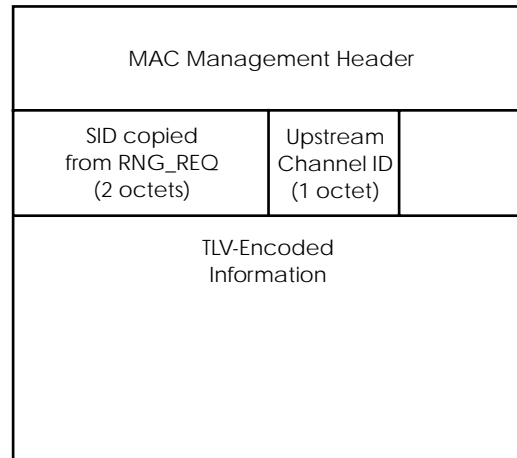 MAC Management Header
SID copied
from RNG_REQ
(2 octets)
Upstream
Channel ID
(1 octet)
TLV-Encoded
Information